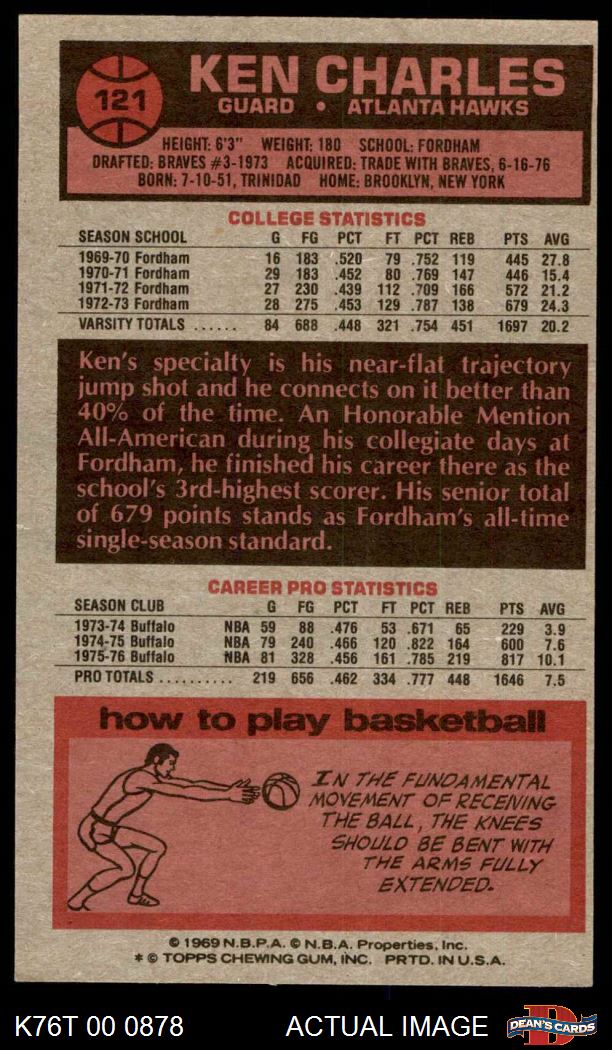 121
KEN CHARLES
GUARD • ATLANTA HAWKS
HEIGHT: 6'3" WEIGHT: 180 SCHOOL: FORDHAM
DRAFTED: BRAVES #3-1973 ACQUIRED: TRADE WITH BRAVES, 6-16-76
BORN: 7-10-51, TRINIDAD HOME: BROOKLYN, NEW YORK
COLLEGE STATISTICS
SEASON SCHOOL G FG PCT FT PCT REB PTS AVG
1969-70 Fordham 16 183 .520 79 .752 119 445 27.8
1970-71 Fordham 29 183 .452 80 .769 147 446 15.4
1971-72 Fordham 27 230 .439 112 .709 166 572 21.2
1972-73 Fordham 28 275 .453 129 .787 138 679 24.3
VARSITY TOTALS ...... 84 688 .448 321 .754 451 1697 20.2
Ken's specialty is his near-flat trajectory
jump shot and he connects on it better than
40% of the time. An Honorable Mention
All-American during his collegiate days at
Fordham, he finished his career there as the
school's 3rd-highest scorer. His senior total
of 679 points stands as Fordham's all-time
single-season standard.
CAREER PRO STATISTICS
SEASON CLUB G FG PCT FT PCT REB PTS AVG
1973-74 Buffalo NBA 59 88 .476 53 .671 65 229 3.9
1974-75 Buffalo NBA 79 240 .466 120 .822 164 600 7.6
1975-76 Buffalo NBA 81 328 .456 161 .785 219 817 10.1
PRO TOTALS .......... 219 656 .462 334 .777 448 1646 7.5
how to play basketball
IN THE FUNDAMENTAL
MOVEMENT OF RECEIVING
THE BALL, THE KNEES
SHOULD BE BENT WITH
THE ARMS FULLY
EXTENDED.
© 1969 N.B.P.A. © N.B.A. Properties, Inc.
* © TOPPS CHEWING GUM, INC. PRTD. IN U.S.A.
K76T 00 0878 ACTUAL IMAGE D DEAN'S CARDS